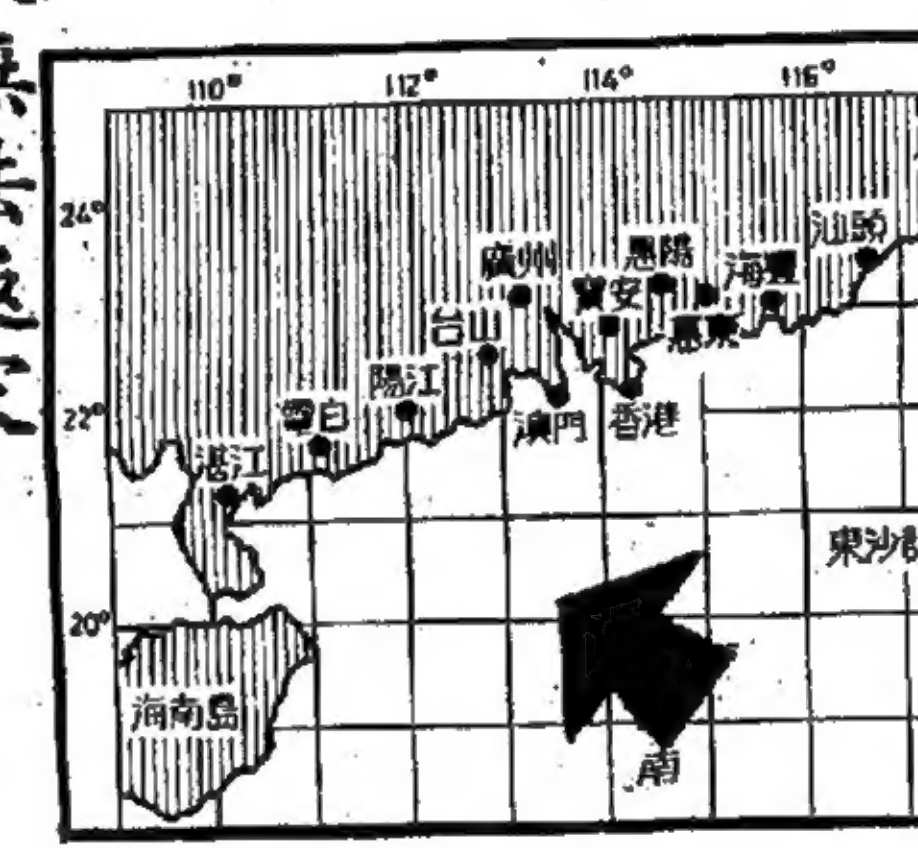 110° 112° 114° 116°
24°
汕頭
廣州 惠陽 海豐
寶安
台山 惠東
陽江
22° 電白 澳門 香港
湛江
東沙群
20°
海南島
南